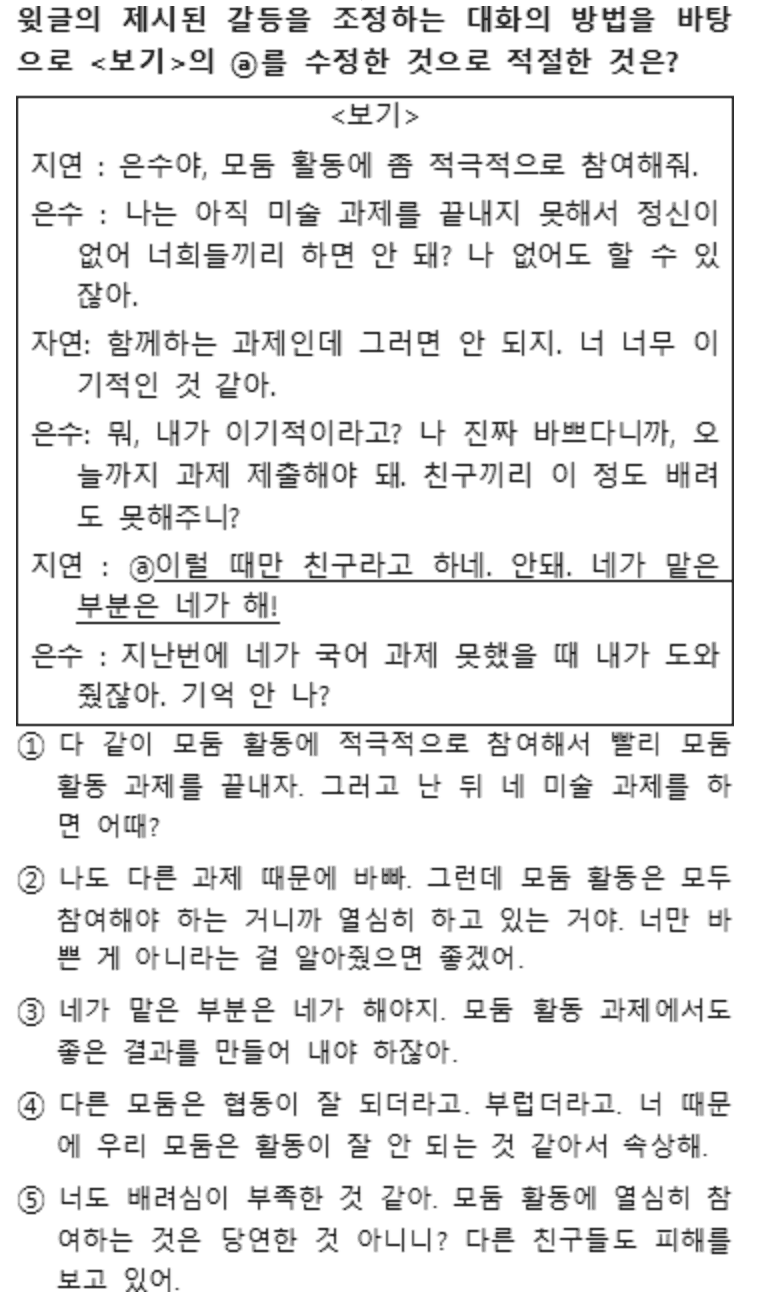 윗글의 제시된 갈등을 조정하는 대화의 방법을 바탕
으로 <보기>의 ⓐ를 수정한 것으로 적절한 것은?
<보기>
지연 : 은수야, 모둠 활동에 좀 적극적으로 참여해줘.
은수 : 나는 아직 미술 과제를 끝내지 못해서 정신이
없어 너희들끼리 하면 안 돼? 나 없어도 할 수 있
잖아.
자연: 함께하는 과제인데 그러면 안 되지. 너 너무 이
기적인 것 같아.
은수: 뭐, 내가 이기적이라고? 나 진짜 바쁘다니까, 오
늘까지 과제 제출해야 돼. 친구끼리 이 정도 배려
도 못해주니?
지연 : ⓐ이럴 때만 친구라고 하네. 안돼. 네가 맡은
부분은 네가 해!
은수 : 지난번에 네가 국어 과제 못했을 때 내가 도와
줬잖아. 기억 안 나?
① 다 같이 모둠 활동에 적극적으로 참여해서 빨리 모둠
활동 과제를 끝내자. 그러고 난 뒤 네 미술 과제를 하
면 어때?
② 나도 다른 과제 때문에 바빠. 그런데 모둠 활동은 모두
참여해야 하는 거니까 열심히 하고 있는 거야. 너만 바
쁜 게 아니라는 걸 알아줬으면 좋겠어.
③ 네가 맡은 부분은 네가 해야지. 모둠 활동 과제에서도
좋은 결과를 만들어 내야 하잖아.
④ 다른 모둠은 협동이 잘 되더라고. 부럽더라고. 너 때문
에 우리 모둠은 활동이 잘 안 되는 것 같아서 속상해.
⑤ 너도 배려심이 부족한 것 같아. 모둠 활동에 열심히 참
여하는 것은 당연한 것 아니니? 다른 친구들도 피해를
보고 있어.